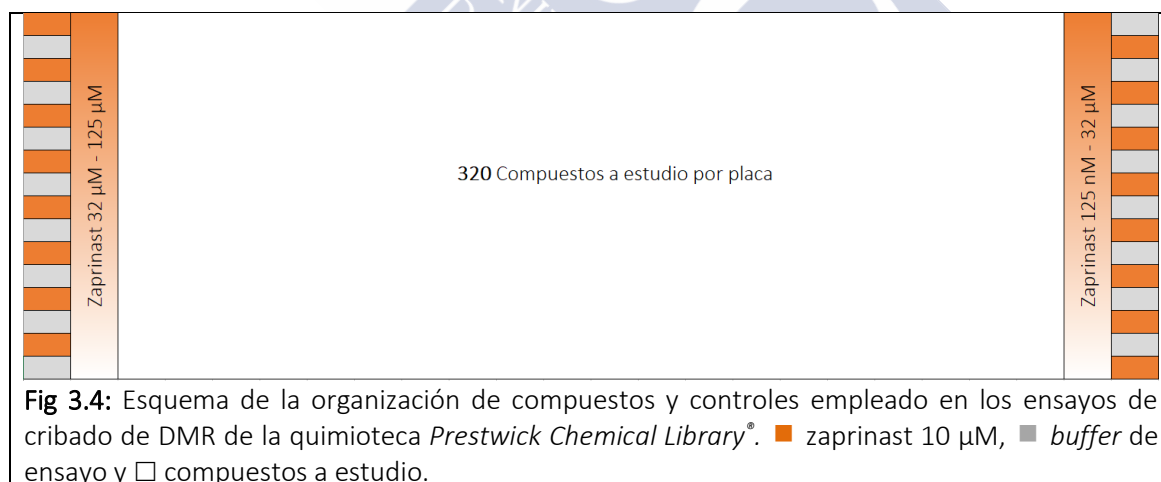 Zaprinast 32 µM - 125 µM
320 Compuestos a estudio por placa
Zaprinast 125 nM - 32 µM
Fig 3.4: Esquema de la organización de compuestos y controles empleado en los ensayos de
cribado de DMR de la quimioteca Prestwick Chemical Library®. ■ zaprinast 10 µM, ■ buffer de
ensayo y □ compuestos a estudio.